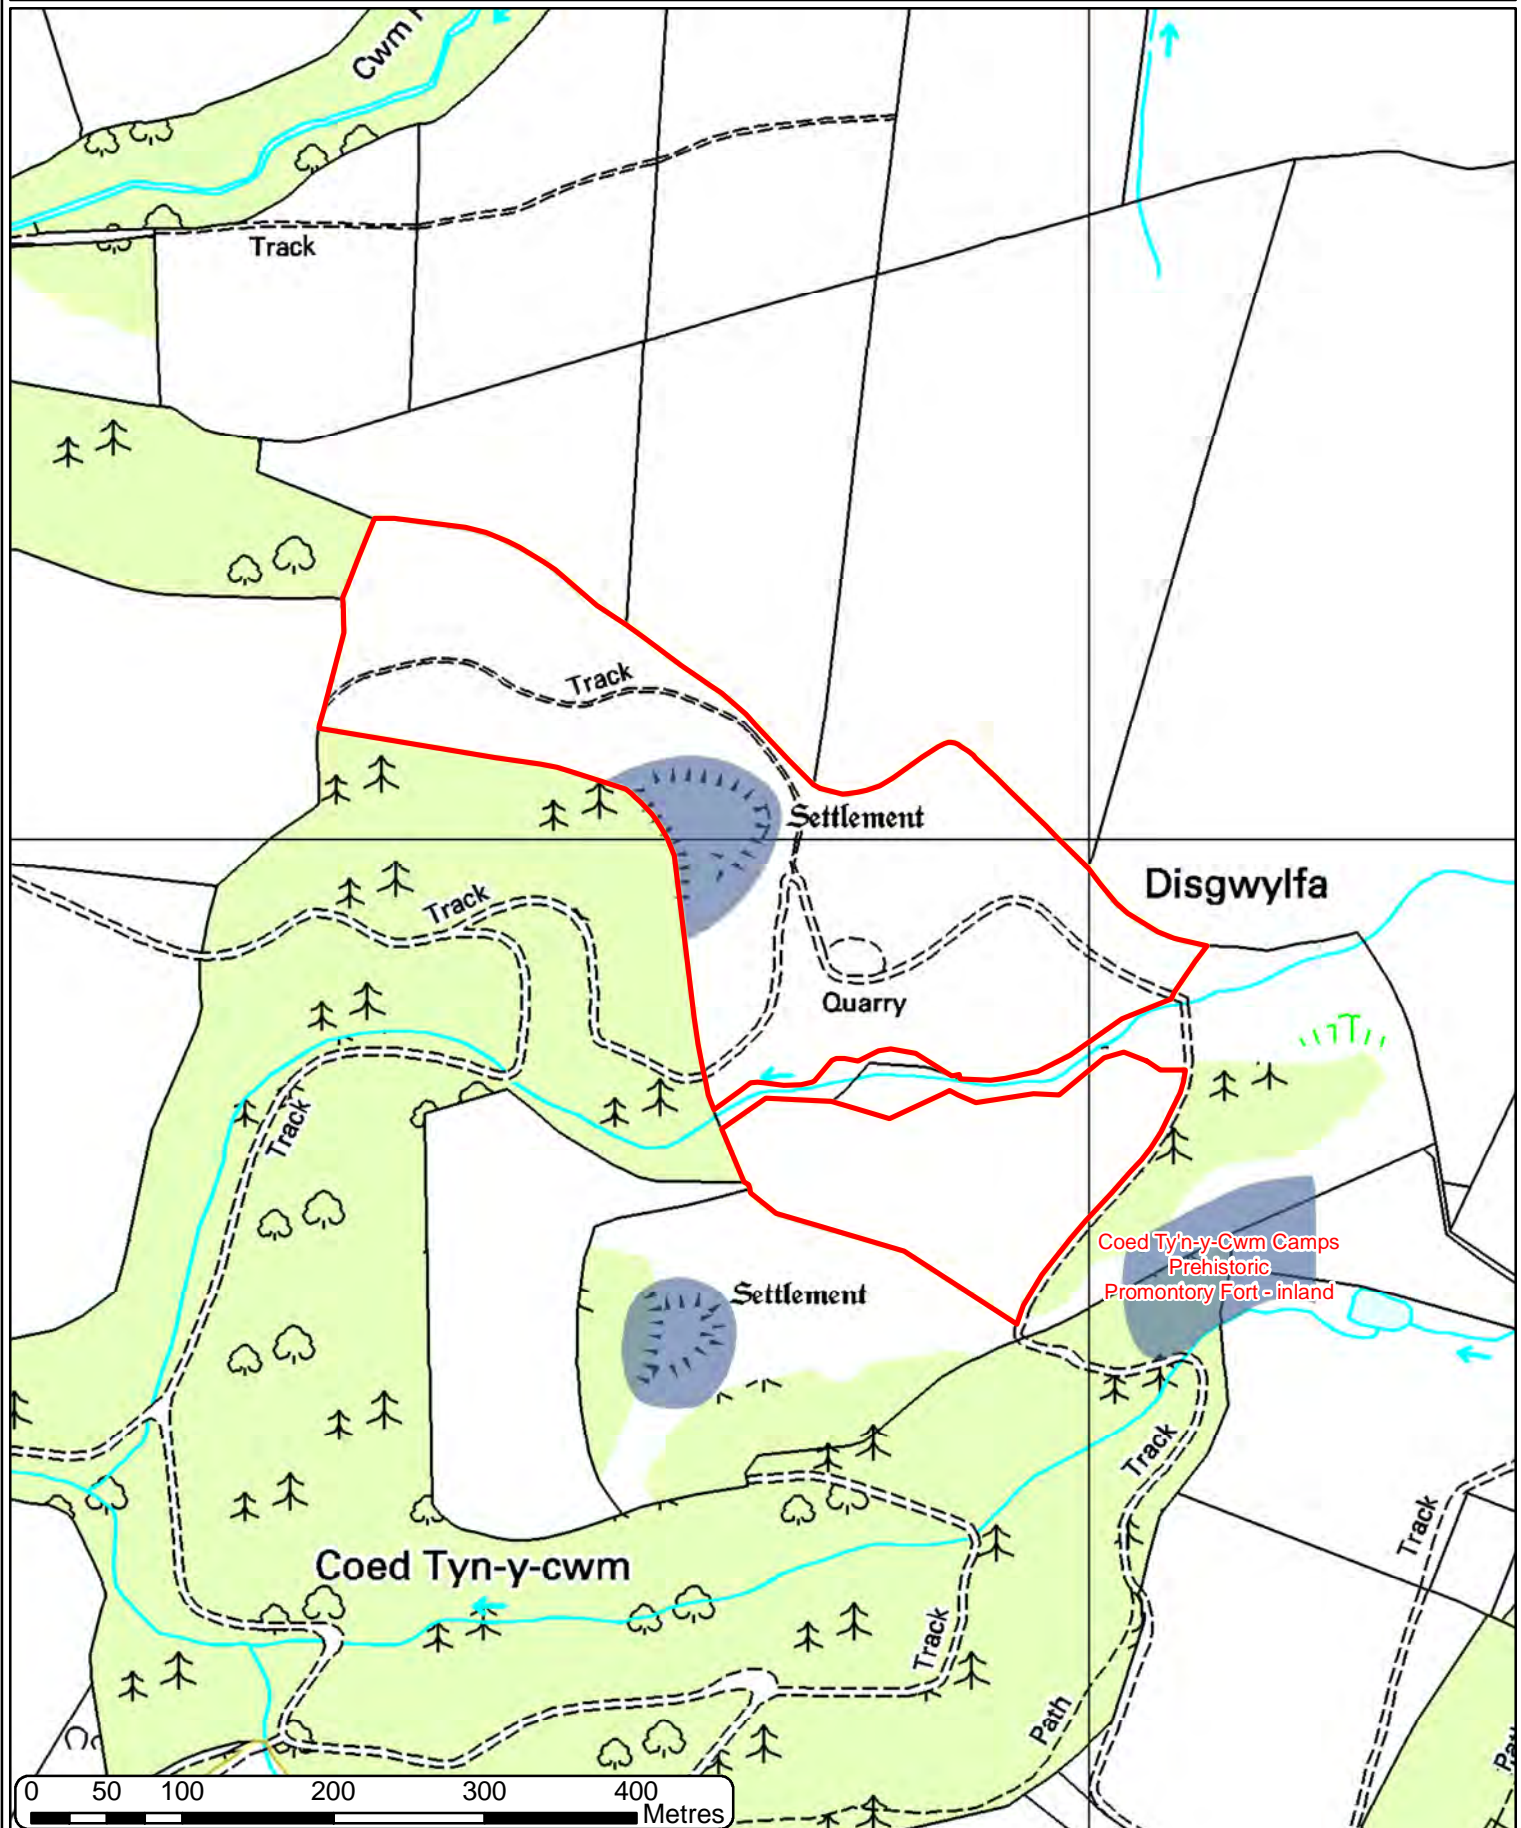 Cwm
Track
Track
Settlement
Disgwylfa
Track
Quarry
Track
Coed Ty'n-y-Cwm Camps
Prehistoric
Promontory Fort - inland
Settlement
Track
Track
Coed Tyn-y-cwm
Track
Path
0 50 100 200 300 400
Metres